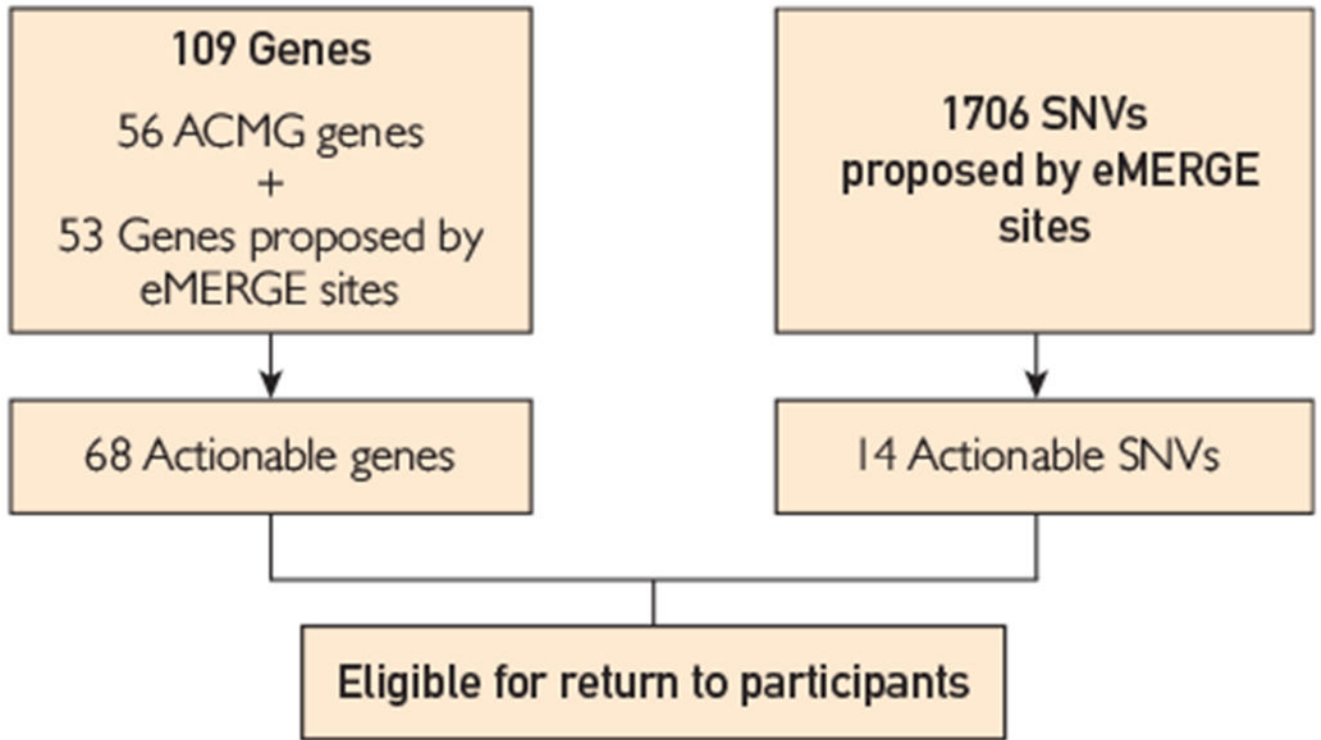 109 Genes
56 ACMG genes
+
53 Genes proposed by
eMERGE sites
1706 SNVs
proposed by eMERGE
sites
68 Actionable genes
14 Actionable SNVs
Eligible for return to participants